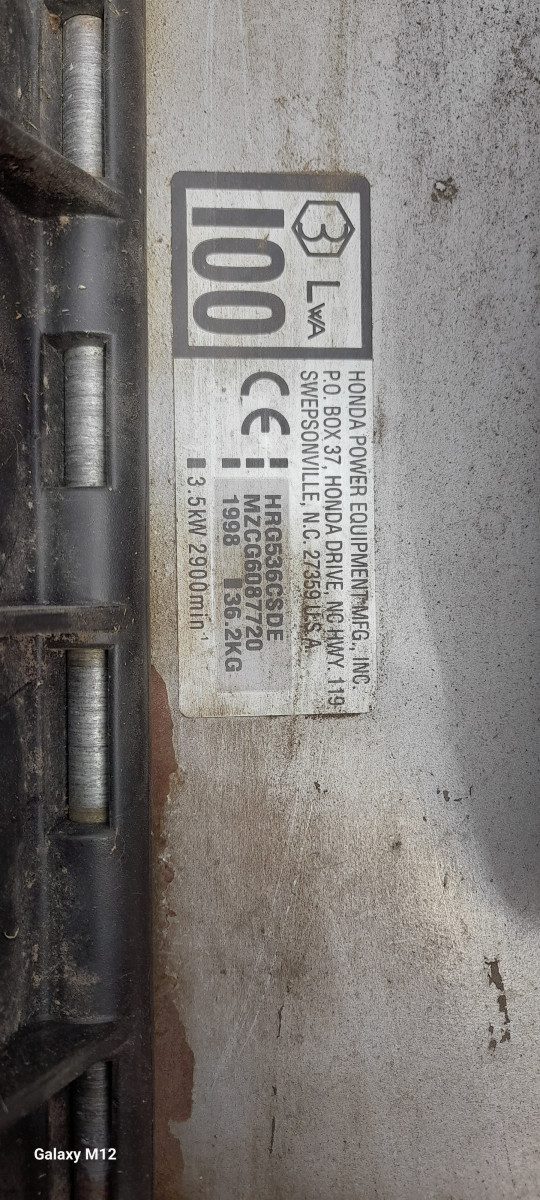 3 LWA
100
HONDA POWER EQUIPMENT MFG., INC.
P.O. BOX 37, HONDA DRIVE, NC HWY. 119
SWEPSONVILLE, N.C. 27359 U.S.A.
CE
HRG536CSDE
MZCG6087720
1998 36.2KG
3.5kW 2900min-1
Galaxy M12